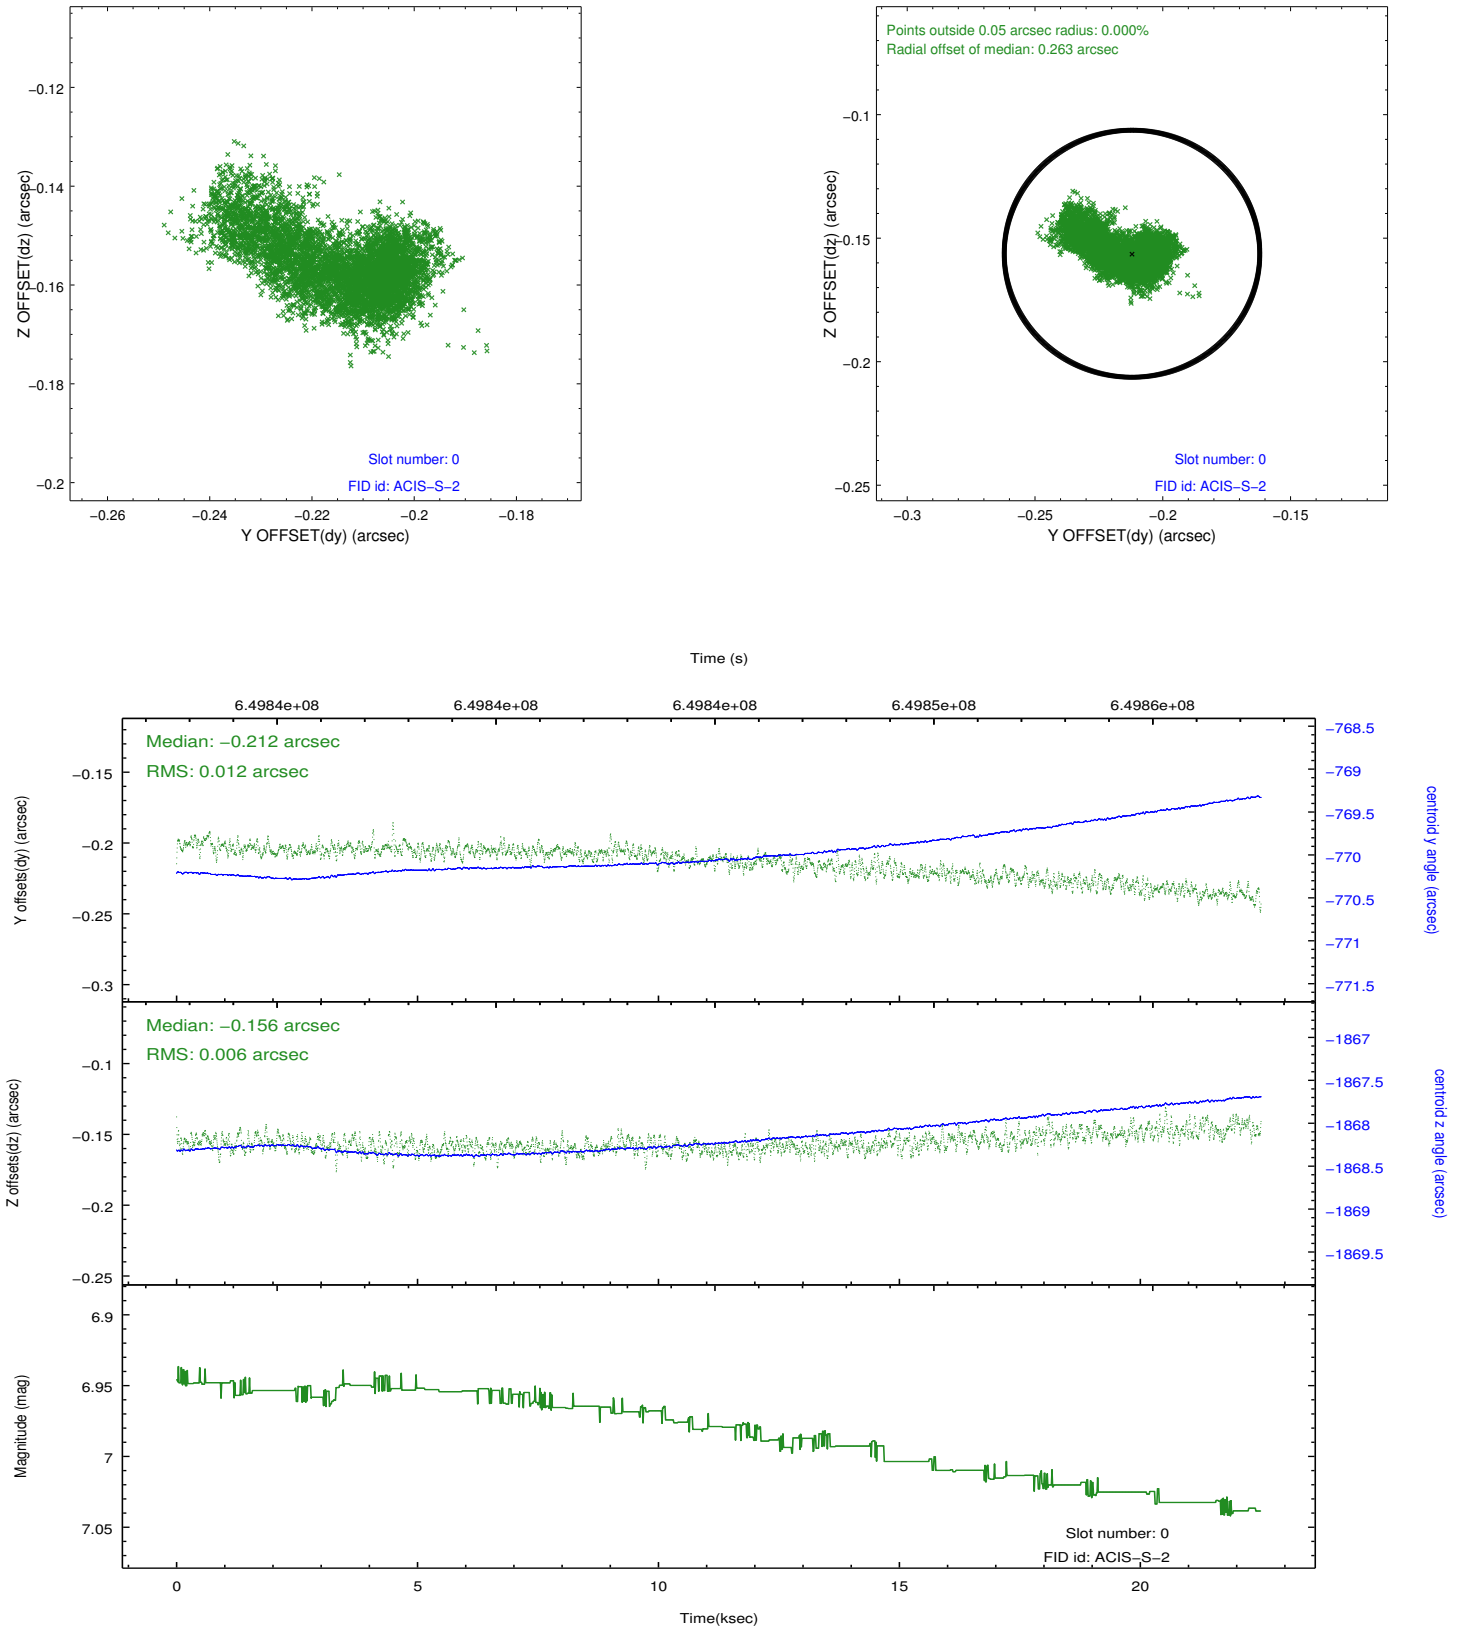 −0.12
−0.14
−0.16
−0.18
−0.2
Z OFFSET(dz) (arcsec)
Slot number: 0
FID id: ACIS−S−2
−0.26 −0.24 −0.22 −0.2 −0.18
Y OFFSET(dy) (arcsec)
Points outside 0.05 arcsec radius: 0.000%
Radial offset of median: 0.263 arcsec
−0.1
−0.15
−0.2
−0.25
Z OFFSET(dz) (arcsec)
Slot number: 0
FID id: ACIS−S−2
−0.3 −0.25 −0.2 −0.15
Y OFFSET(dy) (arcsec)
Time (s)
6.4984e+08 6.4984e+08 6.4984e+08 6.4985e+08 6.4986e+08
Median: −0.212 arcsec
RMS: 0.012 arcsec
−0.15
−0.2
−0.25
−0.3
Y offsets(dy) (arcsec)
−768.5
−769
−769.5
−770
−770.5
−771
−771.5
centroid y angle (arcsec)
Median: −0.156 arcsec
RMS: 0.006 arcsec
−0.1
−0.15
−0.2
−0.25
Z offsets(dz) (arcsec)
−1867
−1867.5
−1868
−1868.5
−1869
−1869.5
centroid z angle (arcsec)
6.9
6.95
7
7.05
Magnitude (mag)
Slot number: 0
FID id: ACIS−S−2
0 5 10 15 20
Time(ksec)